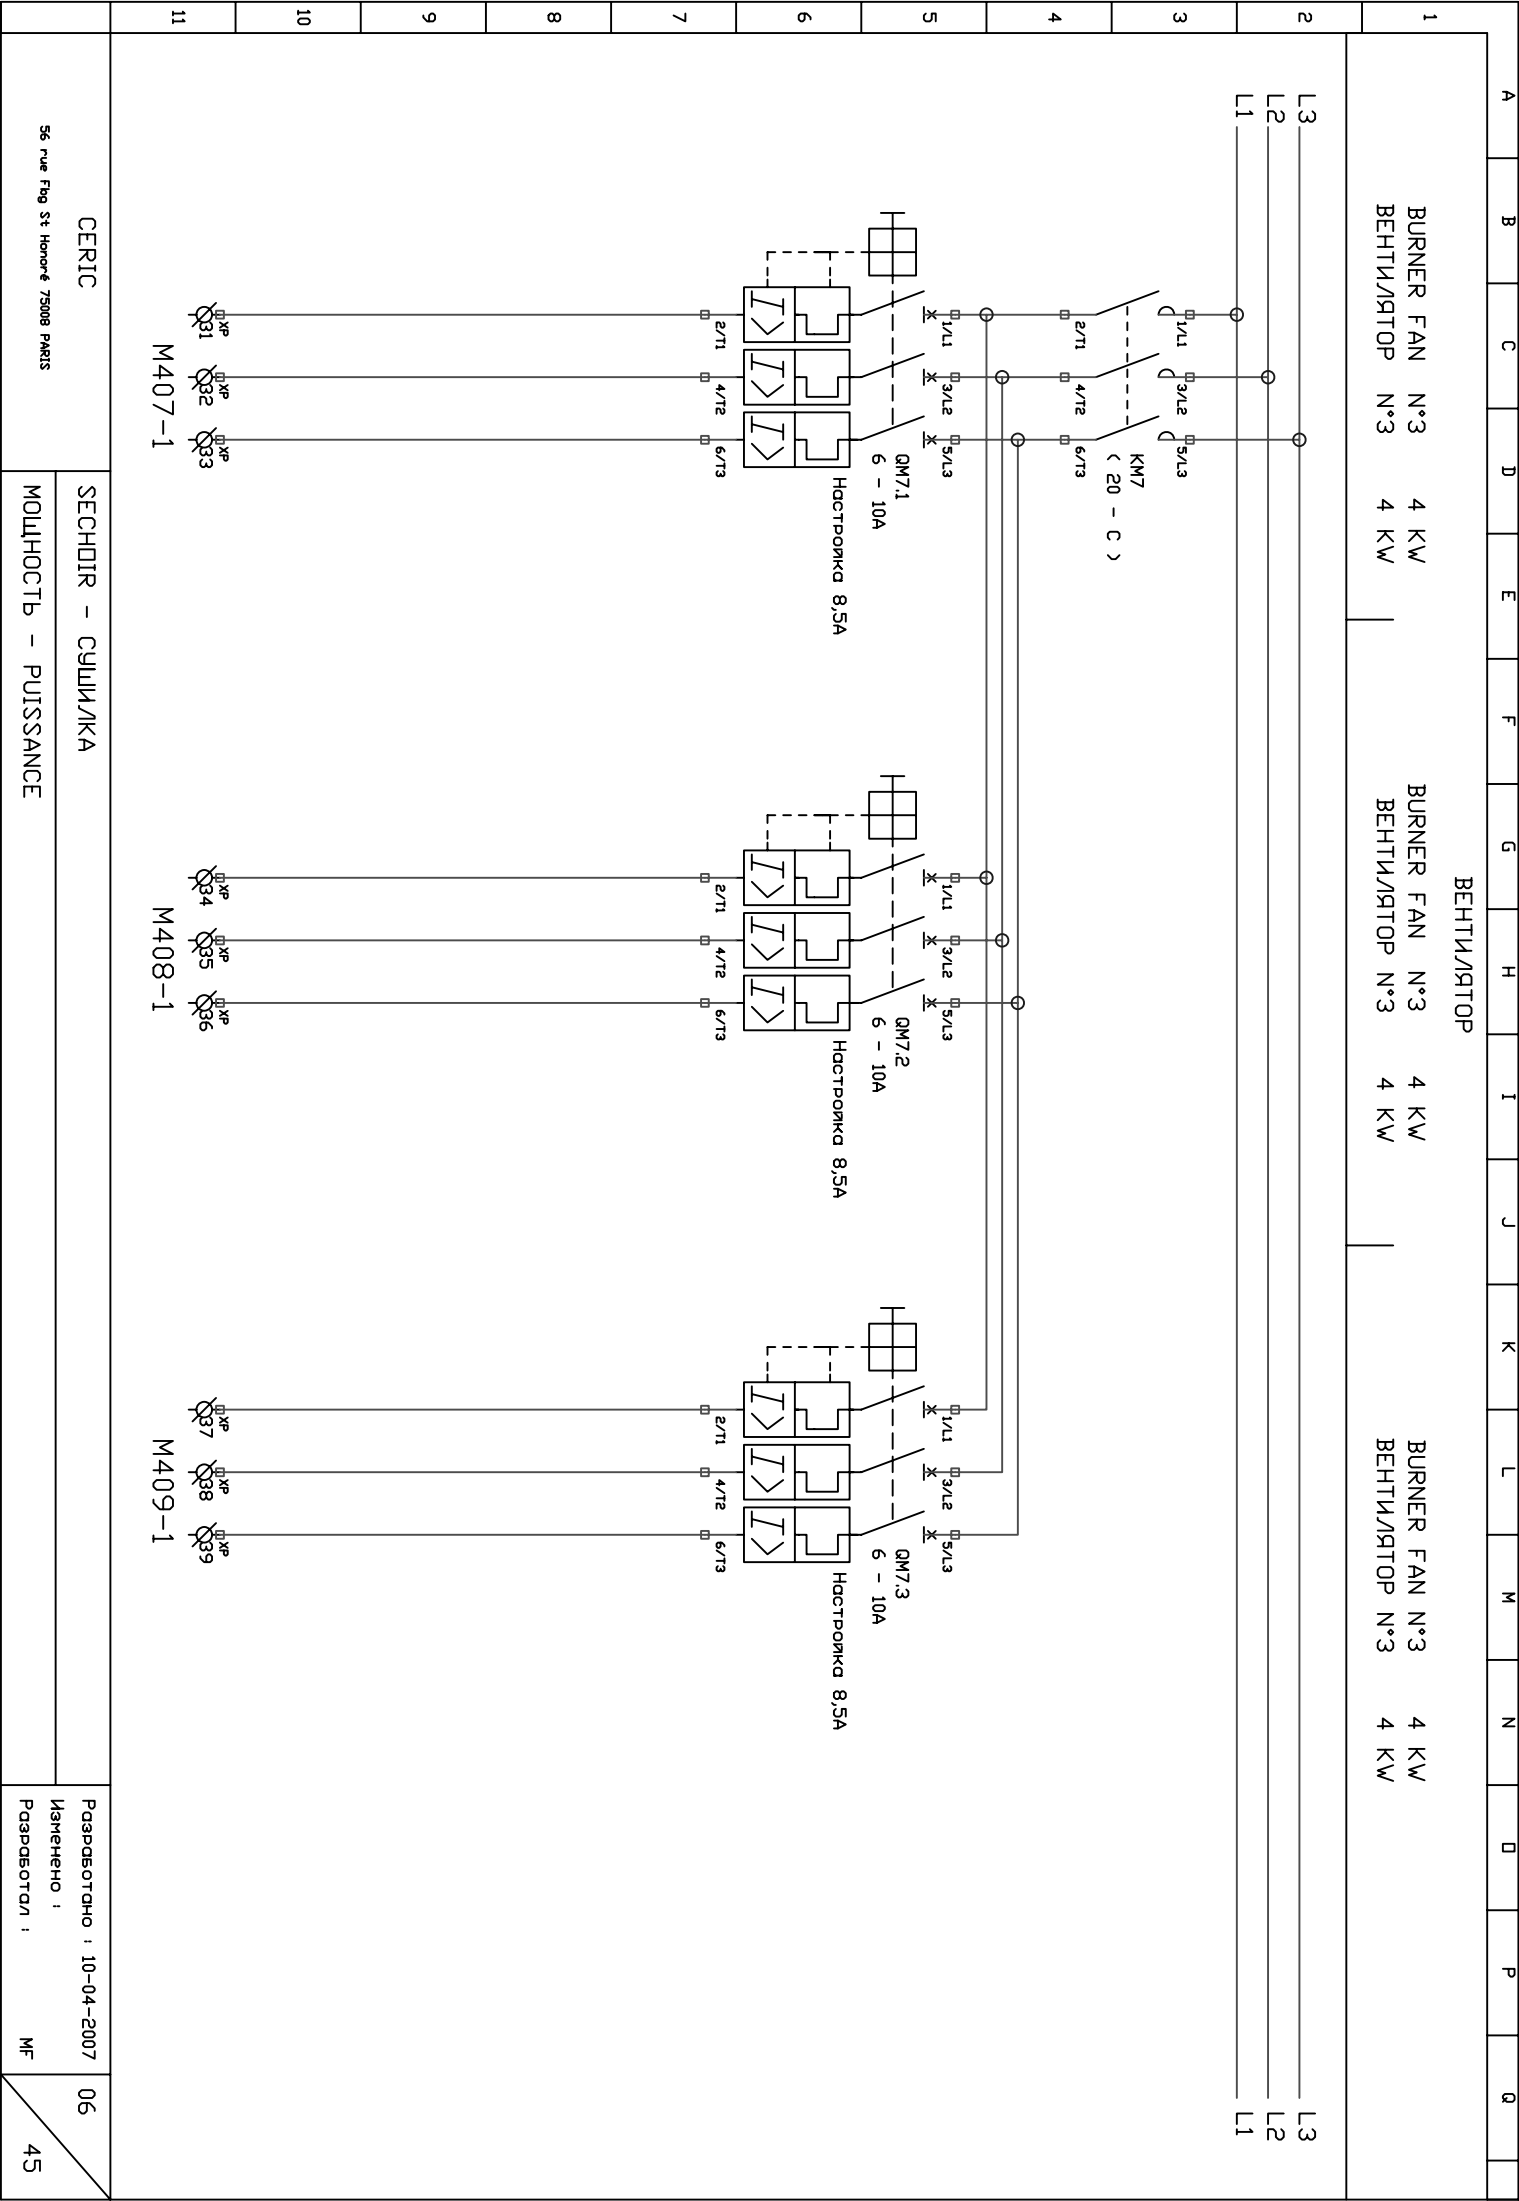 A B C D E F G H I J K L M N O P Q
1
2
3
4
5
6
7
8
9
10
11
ВЕНТИЛЯТОР
BURNER FAN N°3 4 KW
ВЕНТИЛЯТОР N°3 4 KW
BURNER FAN N°3 4 KW
ВЕНТИЛЯТОР N°3 4 KW
BURNER FAN N°3 4 KW
ВЕНТИЛЯТОР N°3 4 KW
L3 L3
L2 L2
L1 L1
1/L1 3/L2 5/L3
KM7
( 20 - C )
2/T1 4/T2 6/T3
1/L1 3/L2 5/L3
QM7.1
6 - 10A
Настройка 8,5A
2/T1 4/T2 6/T3
XP XP XP
31 32 33
M407-1
1/L1 3/L2 5/L3
QM7.2
6 - 10A
Настройка 8,5A
2/T1 4/T2 6/T3
XP XP XP
34 35 36
M408-1
1/L1 3/L2 5/L3
QM7.3
6 - 10A
Настройка 8,5A
2/T1 4/T2 6/T3
XP XP XP
37 38 39
M409-1
CERIC
56 rue Fbg St Honoré 75008 PARIS
SECHOIR - СУШИЛКА
МОЩНОСТЬ - PUISSANCE
Разработано : 10-04-2007
Изменено :
Разработал : MF
06
45